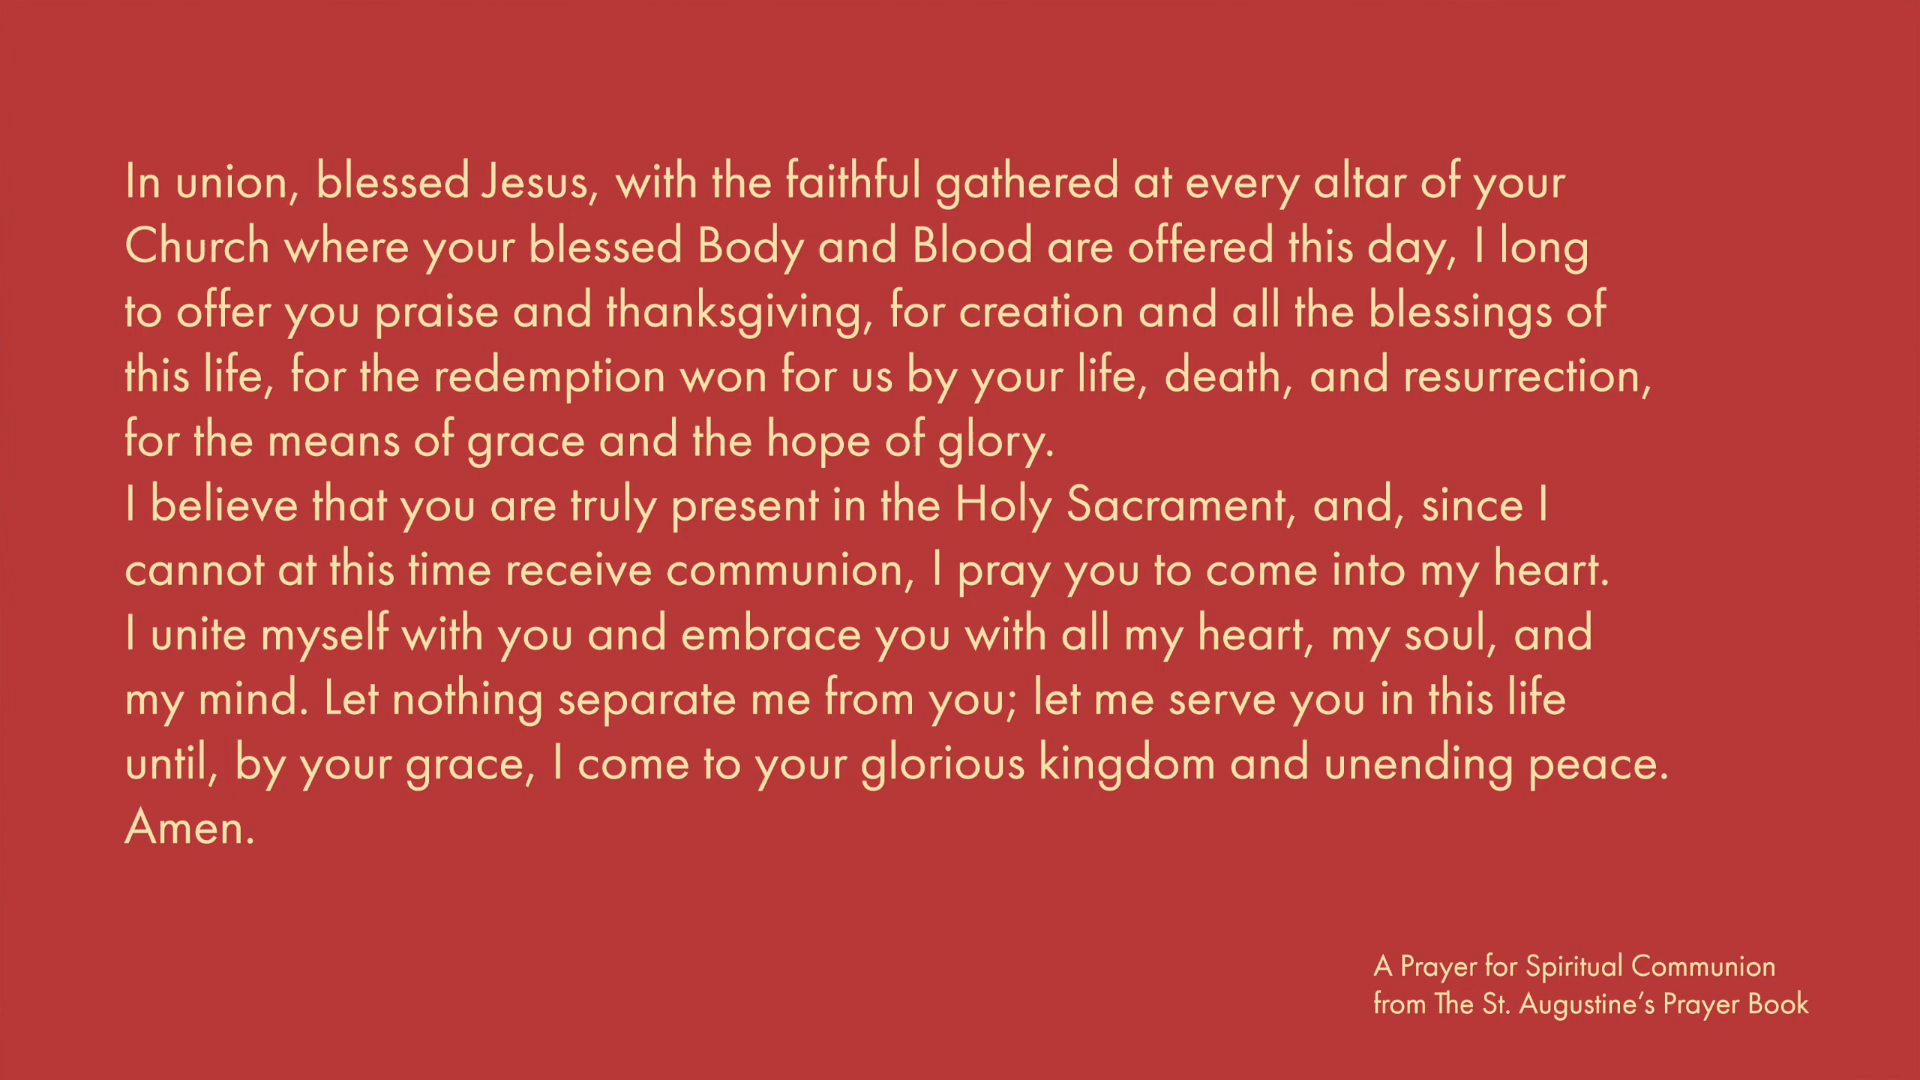 In union, blessed Jesus, with the faithful gathered at every altar of your
Church where your blessed Body and Blood are offered this day, I long
to offer you praise and thanksgiving, for creation and all the blessings of
this life, for the redemption won for us by your life, death, and resurrection,
for the means of grace and the hope of glory.
I believe that you are truly present in the Holy Sacrament, and, since I
cannot at this time receive communion, I pray you to come into my heart.
I unite myself with you and embrace you with all my heart, my soul, and
my mind. Let nothing separate me from you; let me serve you in this life
until, by your grace, I come to your glorious kingdom and unending peace.
Amen.
A Prayer for Spiritual Communion
from The St. Augustine’s Prayer Book